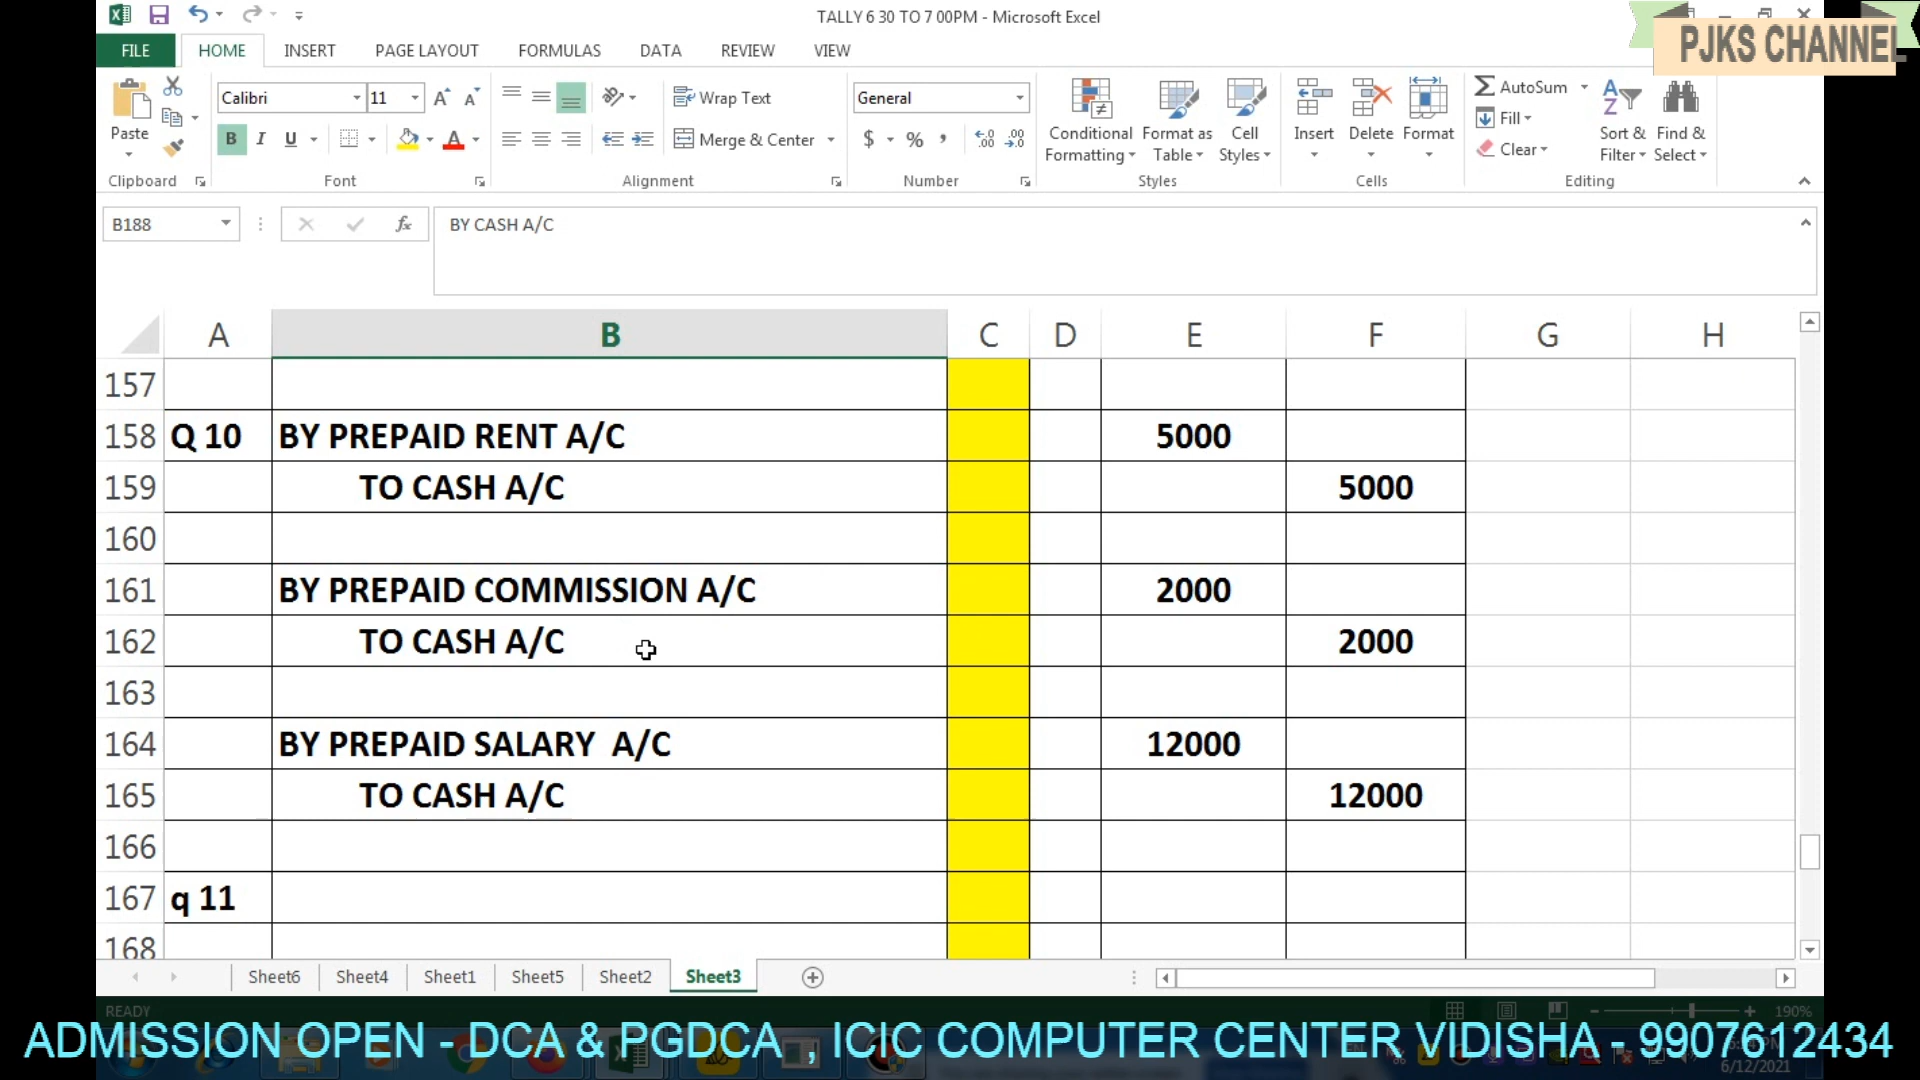 TALLY 6 30 TO 7 00PM - Microsoft Excel
PJKS CHANNEL
FILE HOME INSERT PAGE LAYOUT FORMULAS DATA REVIEW VIEW
Calibri 11 Wrap Text General AutoSum
Paste Conditional Formatting Format as Table Cell Styles Insert Delete Format Fill Sort & Filter Find & Select
B I U A Merge & Center $ % , Clear
Clipboard Font Alignment Number Styles Cells Editing
B188 fx BY CASH A/C
A B C D E F G H
157
158 Q 10 BY PREPAID RENT A/C 5000
159 TO CASH A/C 5000
160
161 BY PREPAID COMMISSION A/C 2000
162 TO CASH A/C 2000
163
164 BY PREPAID SALARY A/C 12000
165 TO CASH A/C 12000
166
167 q 11
168
Sheet6 Sheet4 Sheet1 Sheet5 Sheet2 Sheet3
READY 190%
ADMISSION OPEN - DCA & PGDCA , ICIC COMPUTER CENTER VIDISHA - 9907612434
6/12/2021